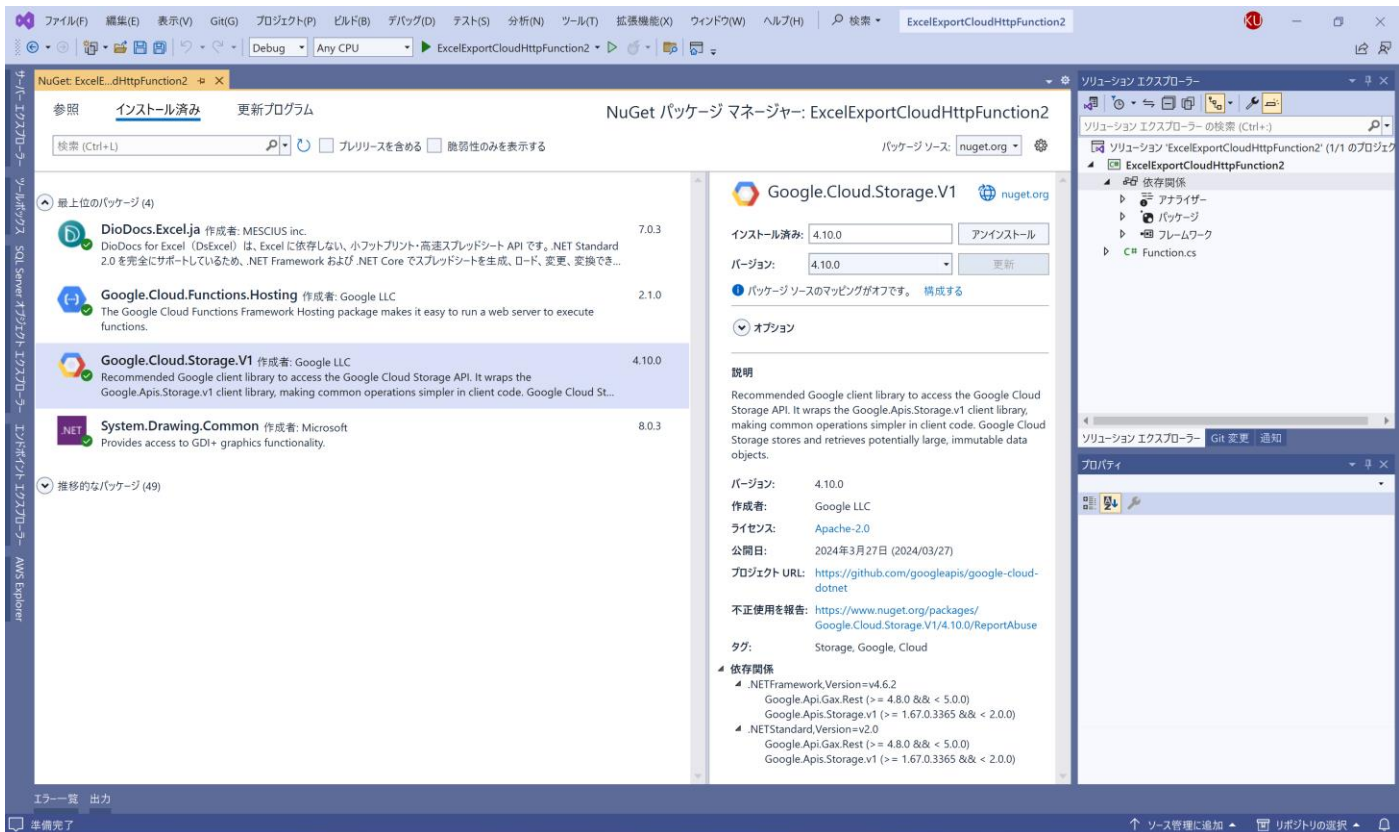 ファイル(F) 編集(E) 表示(V) Git(G) プロジェクト(P) ビルド(B) デバッグ(D) テスト(S) 分析(N) ツール(T) 拡張機能(X) ウィンドウ(W) ヘルプ(H) 検索 ExcelExportCloudHttpFunction2 KU
Debug Any CPU ExcelExportCloudHttpFunction2
サーバー エクスプローラー
ツールボックス
SQL Server オブジェクト エクスプローラー
エンドポイント エクスプローラー
AWS Explorer
NuGet: ExcelE...dHttpFunction2
参照 インストール済み 更新プログラム
NuGet パッケージ マネージャー: ExcelExportCloudHttpFunction2
検索 (Ctrl+L) プレリリースを含める 脆弱性のみを表示する
パッケージ ソース: nuget.org
最上位のパッケージ (4)
DioDocs.Excel.ja 作成者: MESCIUS inc. 7.0.3
DioDocs for Excel（DsExcel）は、Excel に依存しない、小フットプリント・高速スプレッドシート API です。.NET Standard
2.0 を完全にサポートしているため、.NET Framework および .NET Core でスプレッドシートを生成、ロード、変更、変換でき...
Google.Cloud.Functions.Hosting 作成者: Google LLC 2.1.0
The Google Cloud Functions Framework Hosting package makes it easy to run a web server to execute
functions.
Google.Cloud.Storage.V1 作成者: Google LLC 4.10.0
Recommended Google client library to access the Google Cloud Storage API. It wraps the
Google.Apis.Storage.v1 client library, making common operations simpler in client code. Google Cloud St...
.NET
System.Drawing.Common 作成者: Microsoft 8.0.3
Provides access to GDI+ graphics functionality.
推移的なパッケージ (49)
Google.Cloud.Storage.V1 nuget.org
インストール済み: 4.10.0 アンインストール
バージョン: 4.10.0 更新
パッケージ ソースのマッピングがオフです。 構成する
オプション
説明
Recommended Google client library to access the Google Cloud
Storage API. It wraps the Google.Apis.Storage.v1 client library,
making common operations simpler in client code. Google Cloud
Storage stores and retrieves potentially large, immutable data
objects.
バージョン: 4.10.0
作成者: Google LLC
ライセンス: Apache-2.0
公開日: 2024年3月27日 (2024/03/27)
プロジェクト URL: https://github.com/googleapis/google-cloud-
dotnet
不正使用を報告: https://www.nuget.org/packages/
Google.Cloud.Storage.V1/4.10.0/ReportAbuse
タグ: Storage, Google, Cloud
依存関係
.NETFramework,Version=v4.6.2
Google.Api.Gax.Rest (>= 4.8.0 && < 5.0.0)
Google.Apis.Storage.v1 (>= 1.67.0.3365 && < 2.0.0)
.NETStandard,Version=v2.0
Google.Api.Gax.Rest (>= 4.8.0 && < 5.0.0)
Google.Apis.Storage.v1 (>= 1.67.0.3365 && < 2.0.0)
ソリューション エクスプローラー
ソリューション エクスプローラー の検索 (Ctrl+:)
ソリューション 'ExcelExportCloudHttpFunction2' (1/1 のプロジェク
C# ExcelExportCloudHttpFunction2
依存関係
アナライザー
パッケージ
フレームワーク
C# Function.cs
ソリューション エクスプローラー Git 変更 通知
プロパティ
エラー一覧 出力
準備完了 ソース管理に追加 リポジトリの選択